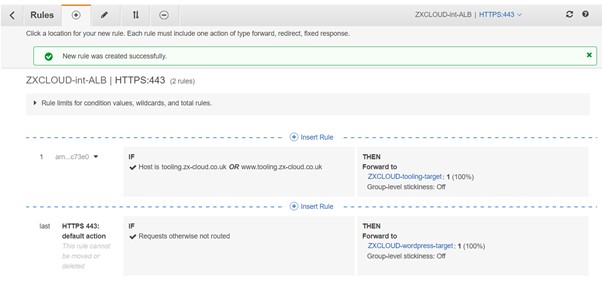 Rules
ZXCLOUD-int-ALB | HTTPS:443
Click a location for your new rule. Each rule must include one action of type forward, redirect, fixed response.
New rule was created successfully.
ZXCLOUD-int-ALB | HTTPS:443 (2 rules)
Rule limits for condition values, wildcards, and total rules.
Insert Rule
1 arn...c73e0
IF
Host is tooling.zx-cloud.co.uk OR www.tooling.zx-cloud.co.uk
THEN
Forward to
ZXCLOUD-tooling-target: 1 (100%)
Group-level stickiness: Off
Insert Rule
last
HTTPS 443:
default action
This rule cannot
be moved or
deleted
IF
Requests otherwise not routed
THEN
Forward to
ZXCLOUD-wordpress-target: 1 (100%)
Group-level stickiness: Off